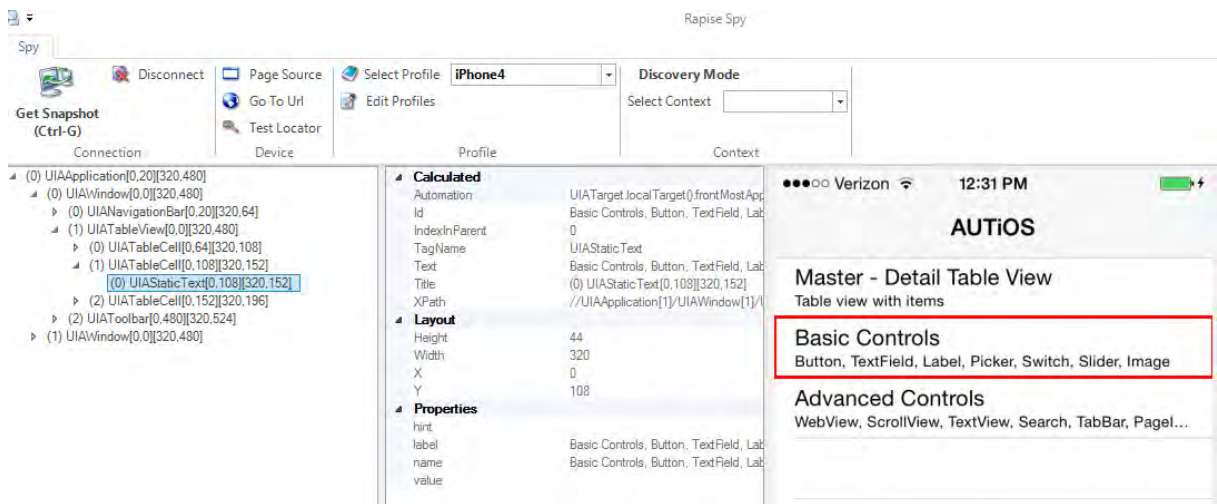 Rapise Spy
Spy
Get Snapshot
(Ctrl-G)
Disconnect
Connection
Page Source
Go To Url
Test Locator
Device
Select Profile iPhone4
Edit Profiles
Profile
Discovery Mode
Select Context
Context
(0) UIAApplication[0,20][320,480]
(0) UIAWindow[0,0][320,480]
(0) UIANavigationBar[0,20][320,64]
(1) UIATableView[0,0][320,480]
(0) UIATableCell[0,64][320,108]
(1) UIATableCell[0,108][320,152]
(0) UIAStaticText[0,108][320,152]
(2) UIATableCell[0,152][320,196]
(2) UIAToolbar[0,480][320,524]
(1) UIAWindow[0,0][320,480]
Calculated
Automation UIATarget.localTarget().frontMostApp
Id Basic Controls, Button, TextField, Lab
IndexInParent 0
TagName UIAStaticText
Text Basic Controls, Button, TextField, Lab
Title (0) UIAStaticText[0,108][320,152]
XPath //UIAApplication[1]/UIAWindow[1]/U
Layout
Height 44
Width 320
X 0
Y 108
Properties
hint
label Basic Controls, Button, TextField, Lab
name Basic Controls, Button, TextField, Lab
value
Verizon 12:31 PM
AUTiOS
Master - Detail Table View
Table view with items
Basic Controls
Button, TextField, Label, Picker, Switch, Slider, Image
Advanced Controls
WebView, ScrollView, TextView, Search, TabBar, PageI...